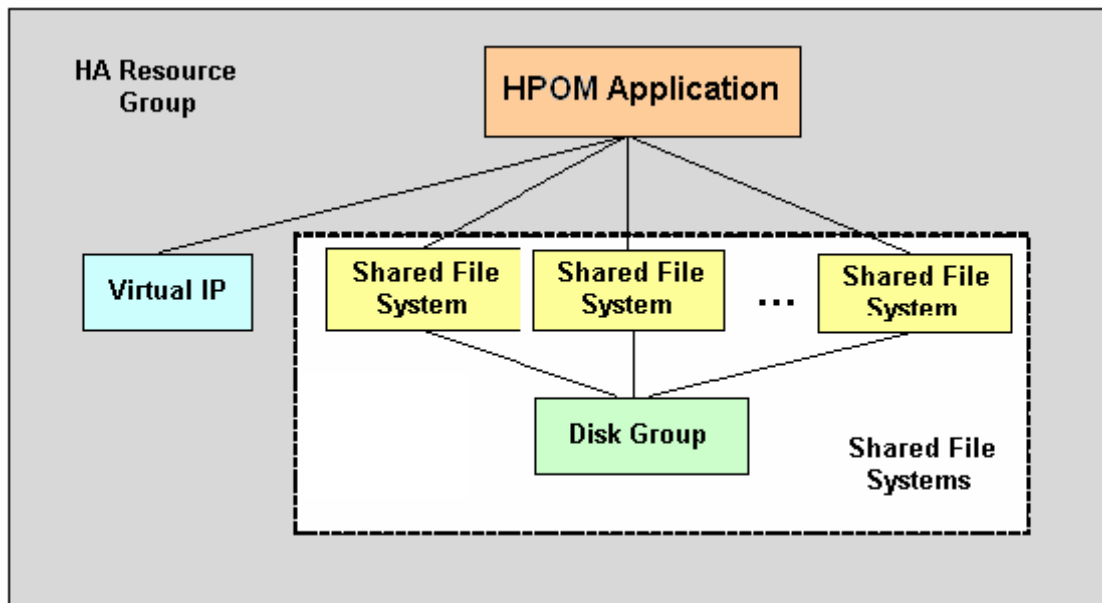 HA Resource
Group
HPOM Application
Virtual IP
Shared File
System
Shared File
System
...
Shared File
System
Disk Group
Shared File
Systems